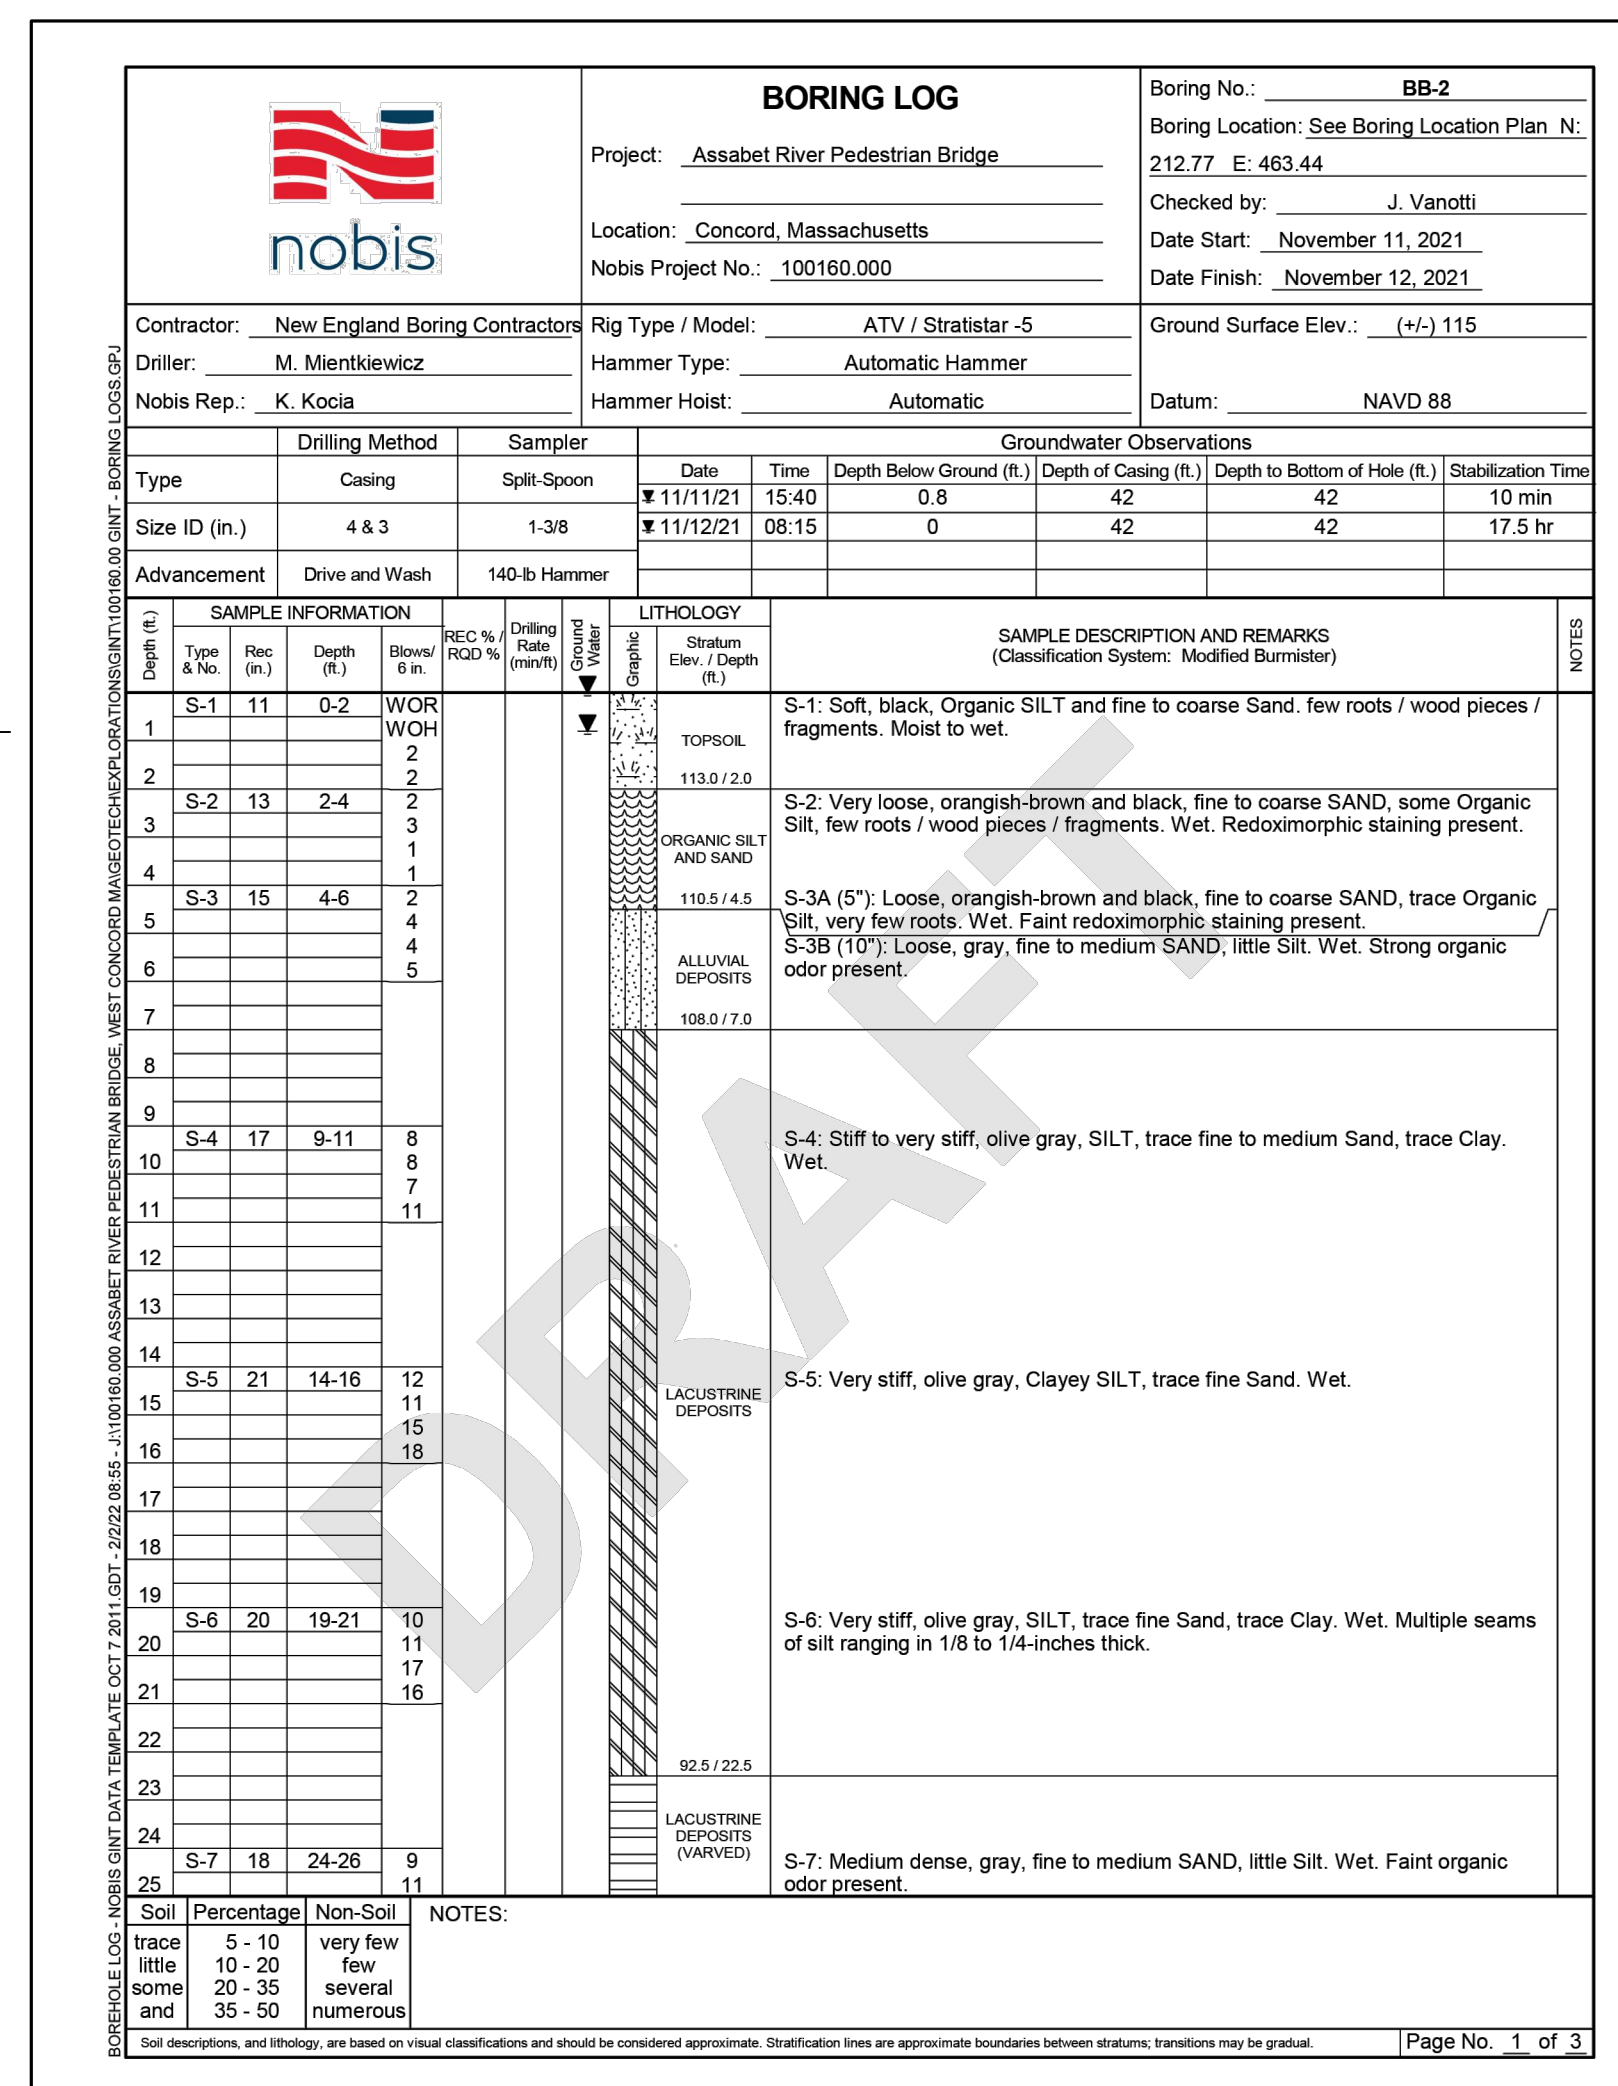 nobis
BORING LOG
Project: Assabet River Pedestrian Bridge
Location: Concord, Massachusetts
Nobis Project No.: 100160.000
Boring No.: BB-2
Boring Location: See Boring Location Plan N:
212.77 E: 463.44
Checked by: J. Vanotti
Date Start: November 11, 2021
Date Finish: November 12, 2021
Contractor: New England Boring Contractors
Driller: M. Mientkiewicz
Nobis Rep.: K. Kocia
Rig Type / Model: ATV / Stratistar -5
Hammer Type: Automatic Hammer
Hammer Hoist: Automatic
Ground Surface Elev.: (+/-) 115
Datum: NAVD 88
Drilling Method Sampler
Type Casing Split-Spoon
Size ID (in.) 4 & 3 1-3/8
Advancement Drive and Wash 140-lb Hammer
Groundwater Observations
Date Time Depth Below Ground (ft.) Depth of Casing (ft.) Depth to Bottom of Hole (ft.) Stabilization Time
11/11/21 15:40 0.8 42 42 10 min
11/12/21 08:15 0 42 42 17.5 hr
Depth (ft.)
SAMPLE INFORMATION
Type & No. Rec (in.) Depth (ft.) Blows/ 6 in.
REC % / RQD %
Drilling Rate (min/ft)
Ground Water
LITHOLOGY
Graphic
Stratum Elev. / Depth (ft.)
SAMPLE DESCRIPTION AND REMARKS
(Classification System: Modified Burmister)
NOTES
S-1 11 0-2 WOR
S-1: Soft, black, Organic SILT and fine to coarse Sand. few roots / wood pieces /
1 WOH
fragments. Moist to wet.
TOPSOIL
2
2 2
113.0 / 2.0
S-2 13 2-4 2
S-2: Very loose, orangish-brown and black, fine to coarse SAND, some Organic
3 3
Silt, few roots / wood pieces / fragments. Wet. Redoximorphic staining present.
ORGANIC SILT
AND SAND
1
4 1
S-3 15 4-6 2
110.5 / 4.5
S-3A (5"): Loose, orangish-brown and black, fine to coarse SAND, trace Organic
5 4
Silt, very few roots. Wet. Faint redoximorphic staining present.
4
S-3B (10"): Loose, gray, fine to medium SAND, little Silt. Wet. Strong organic
6 5
odor present.
ALLUVIAL
DEPOSITS
7
108.0 / 7.0
8
9
S-4 17 9-11 8
S-4: Stiff to very stiff, olive gray, SILT, trace fine to medium Sand, trace Clay.
10 8
Wet.
7
11 11
12
13
14
S-5 21 14-16 12
S-5: Very stiff, olive gray, Clayey SILT, trace fine Sand. Wet.
LACUSTRINE
DEPOSITS
15 11
15
16 18
17
18
19
S-6 20 19-21 10
S-6: Very stiff, olive gray, SILT, trace fine Sand, trace Clay. Wet. Multiple seams
20 11
of silt ranging in 1/8 to 1/4-inches thick.
17
21 16
22
92.5 / 22.5
23
LACUSTRINE
DEPOSITS
(VARVED)
24
S-7 18 24-26 9
S-7: Medium dense, gray, fine to medium SAND, little Silt. Wet. Faint organic
25 11
odor present.
DRAFT
Soil Percentage Non-Soil
trace 5 - 10 very few
little 10 - 20 few
some 20 - 35 several
and 35 - 50 numerous
NOTES:
Soil descriptions, and lithology, are based on visual classifications and should be considered approximate. Stratification lines are approximate boundaries between stratums; transitions may be gradual.
Page No. 1 of 3
BOREHOLE LOG - NOBIS GINT DATA TEMPLATE OCT 7 2011.GDT - 2/2/22 08:55 - J:\100160.000 ASSABET RIVER PEDESTRIAN BRIDGE, WEST CONCORD MA\GEOTECH\EXPLORATIONS\GINT\100160.00 GINT - BORING LOGS.GPJ